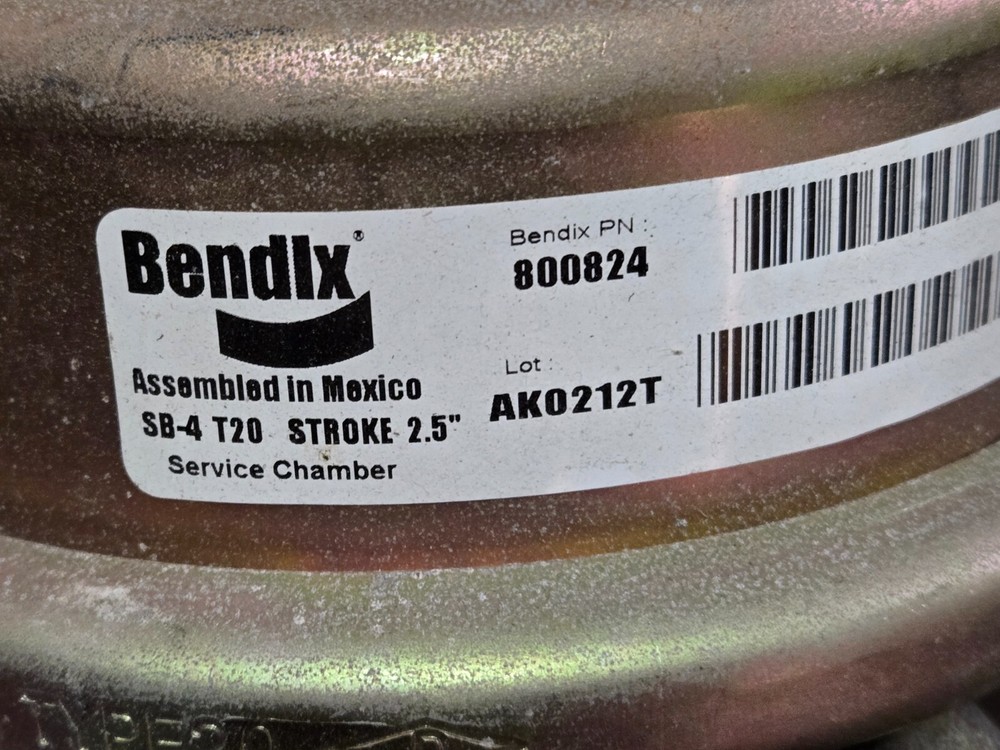 Bendix®
Assembled in Mexico
SB-4 T20 STROKE 2.5"
Service Chamber
Bendix PN :
800824
Lot :
AK0212T